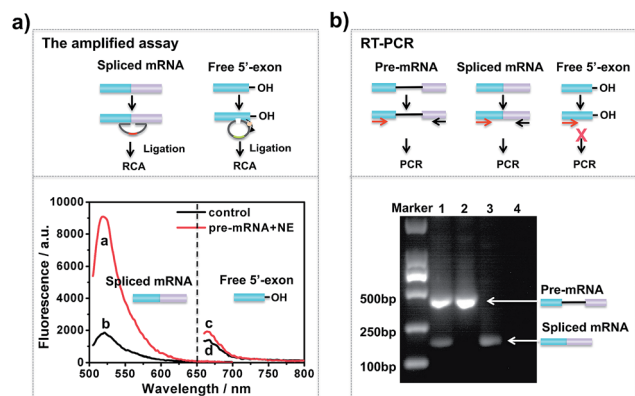 a)
The amplified assay
Spliced mRNA
Free 5'-exon
OH
OH
Ligation
Ligation
RCA
RCA
10000
8000
6000
4000
2000
0
Fluorescence / a.u.
control
pre-mRNA+NE
a
b
c
d
Spliced mRNA
Free 5'-exon
OH
500 550 600 650 700 750 800
Wavelength / nm
b)
RT-PCR
Pre-mRNA
Spliced mRNA
Free 5'-exon
OH
OH
X
PCR
PCR
PCR
Marker 1 2 3 4
500bp
250bp
100bp
Pre-mRNA
Spliced mRNA